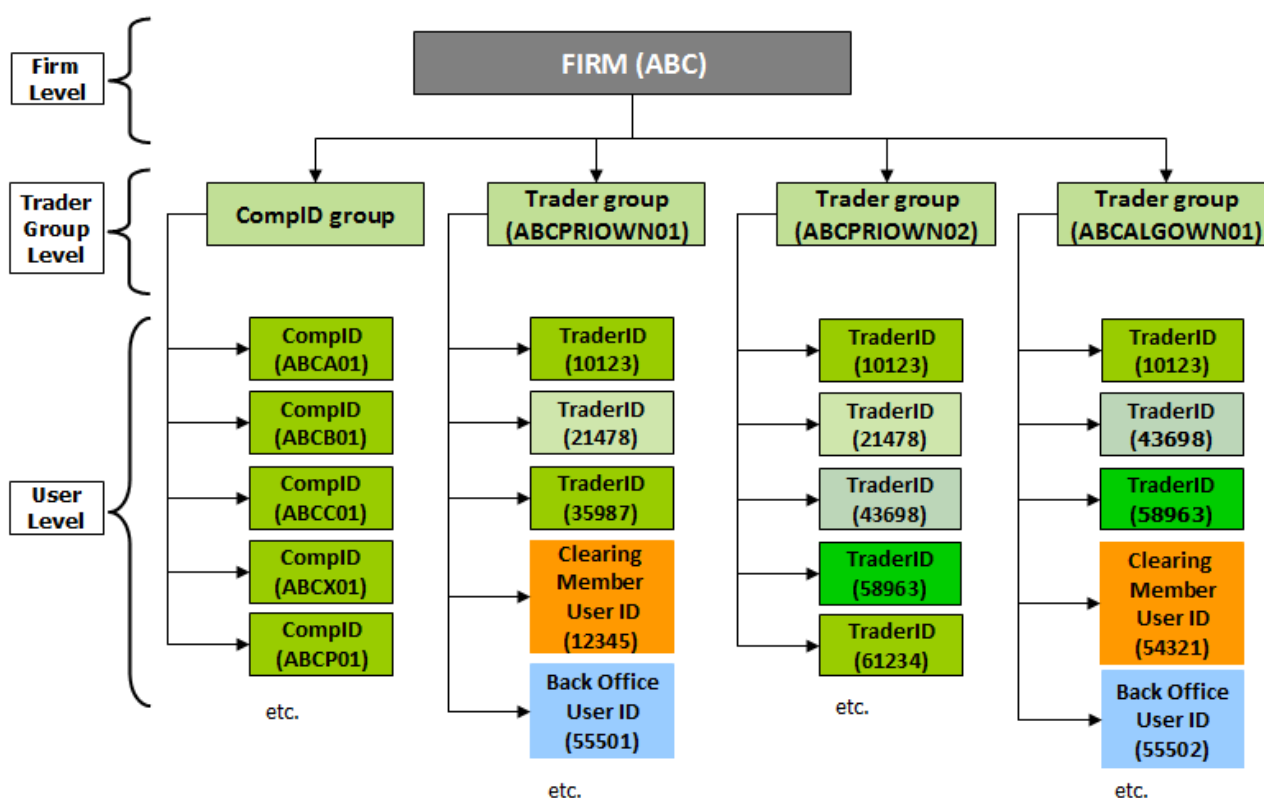 FIRM (ABC)
Firm
Level
Trader
Group
Level
CompID group
Trader group
(ABCPRIOWN01)
Trader group
(ABCPRIOWN02)
Trader group
(ABCALGOWN01)
User
Level
CompID
(ABCA01)
CompID
(ABCB01)
CompID
(ABCC01)
CompID
(ABCX01)
CompID
(ABCP01)
etc.
TraderID
(10123)
TraderID
(21478)
TraderID
(35987)
Clearing
Member
User ID
(12345)
Back Office
User ID
(55501)
etc.
TraderID
(10123)
TraderID
(21478)
TraderID
(43698)
TraderID
(58963)
TraderID
(61234)
etc.
TraderID
(10123)
TraderID
(43698)
TraderID
(58963)
Clearing
Member
User ID
(54321)
Back Office
User ID
(55502)
etc.